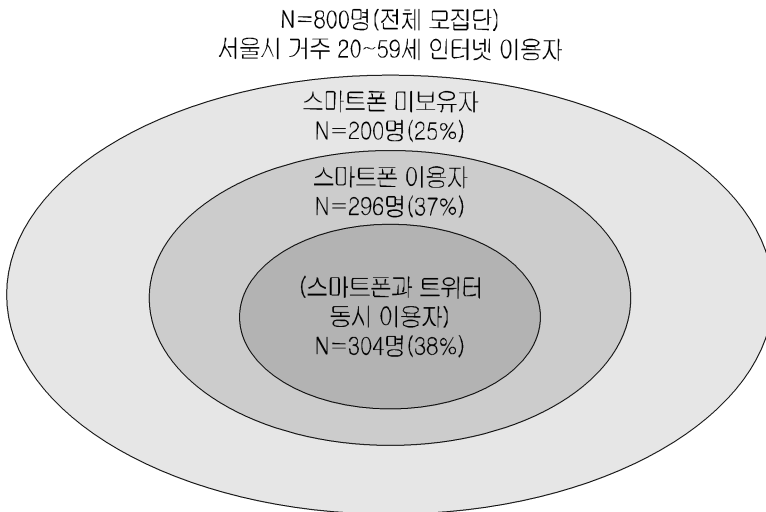 N=800명(전체 모집단)
서울시 거주 20~59세 인터넷 이용자
스마트폰 미보유자
N=200명(25%)
스마트폰 이용자
N=296명(37%)
(스마트폰과 트위터
동시 이용자)
N=304명(38%)